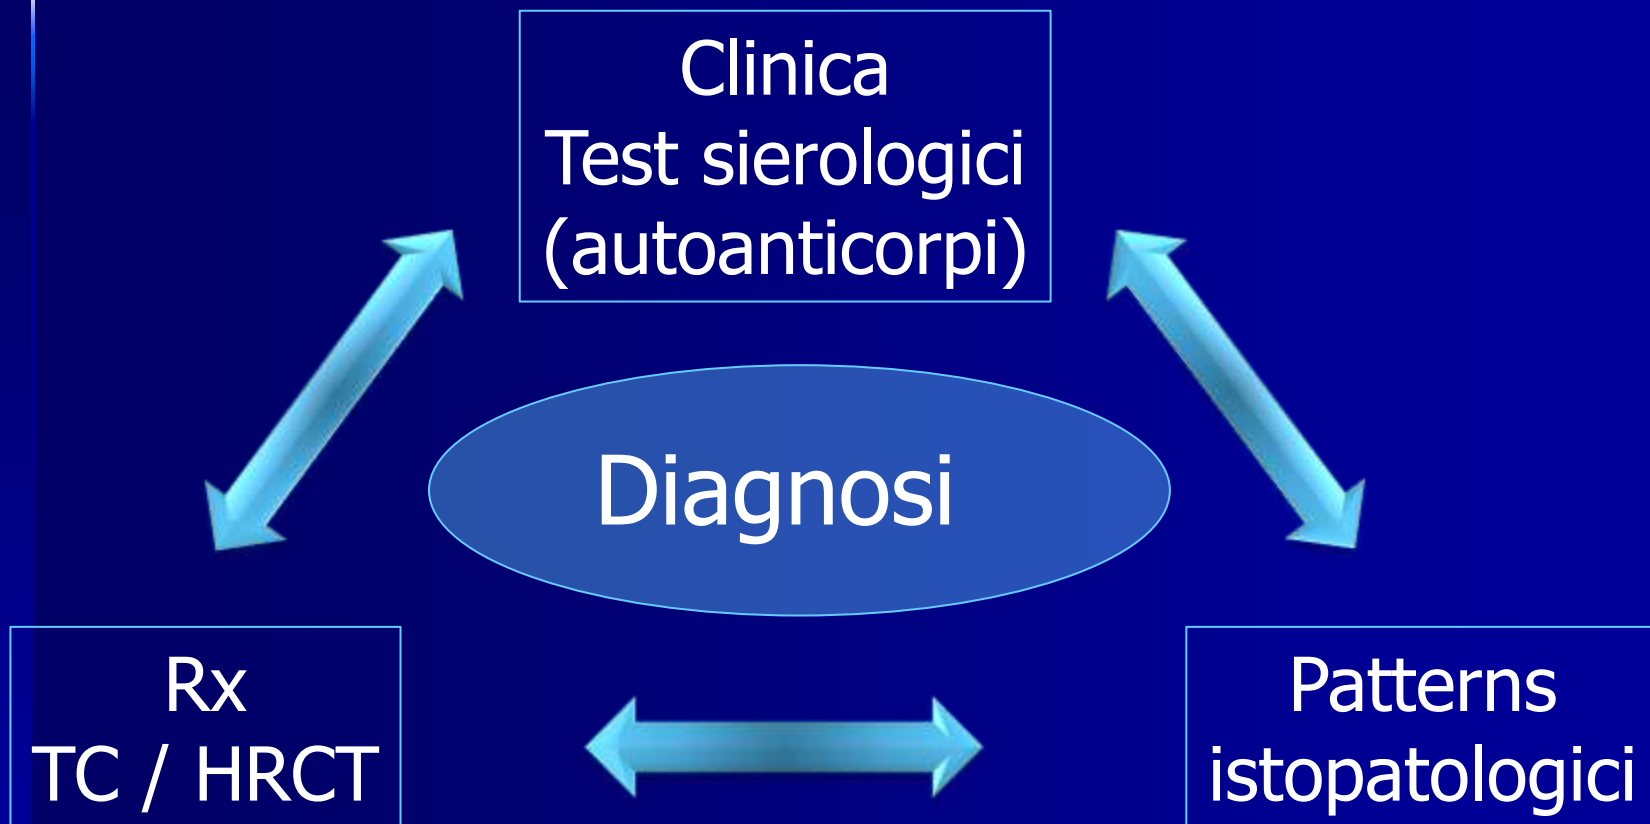 Clinica
Test sierologici
(autoanticorpi)
Diagnosi
Rx
TC / HRCT
Patterns
istopatologici